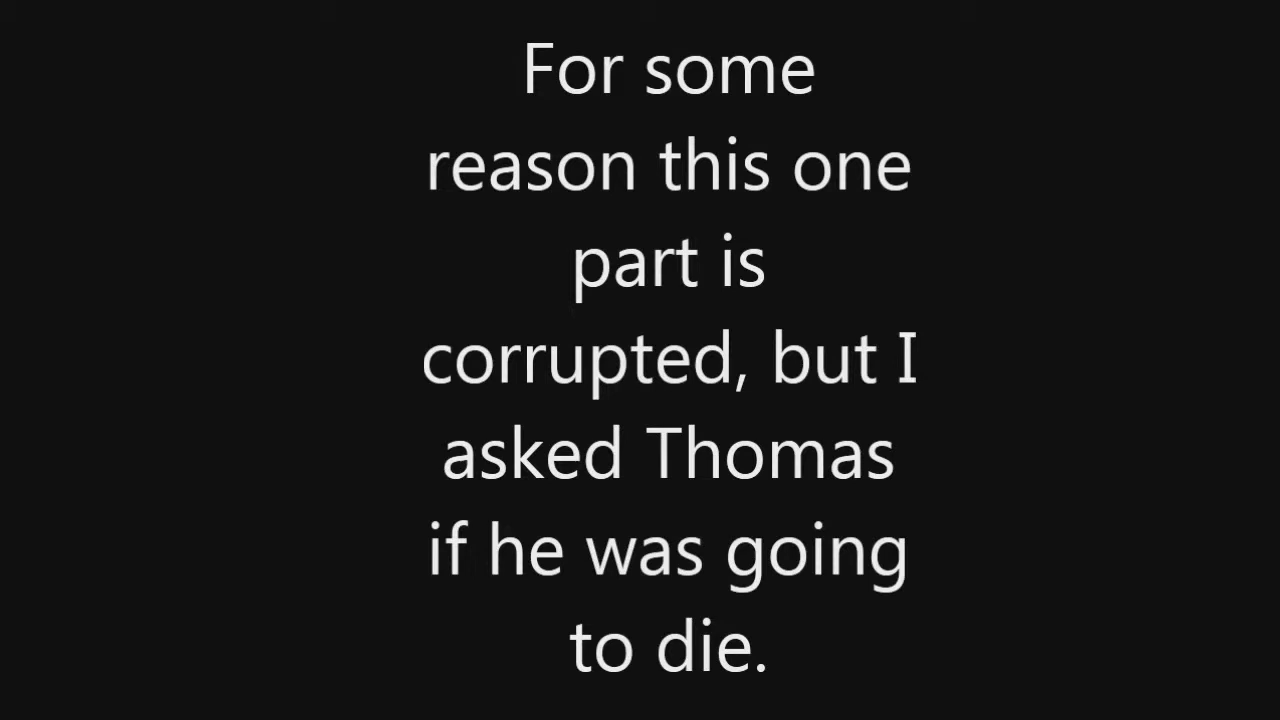 For some
reason this one
part is
corrupted, but I
asked Thomas
if he was going
to die.